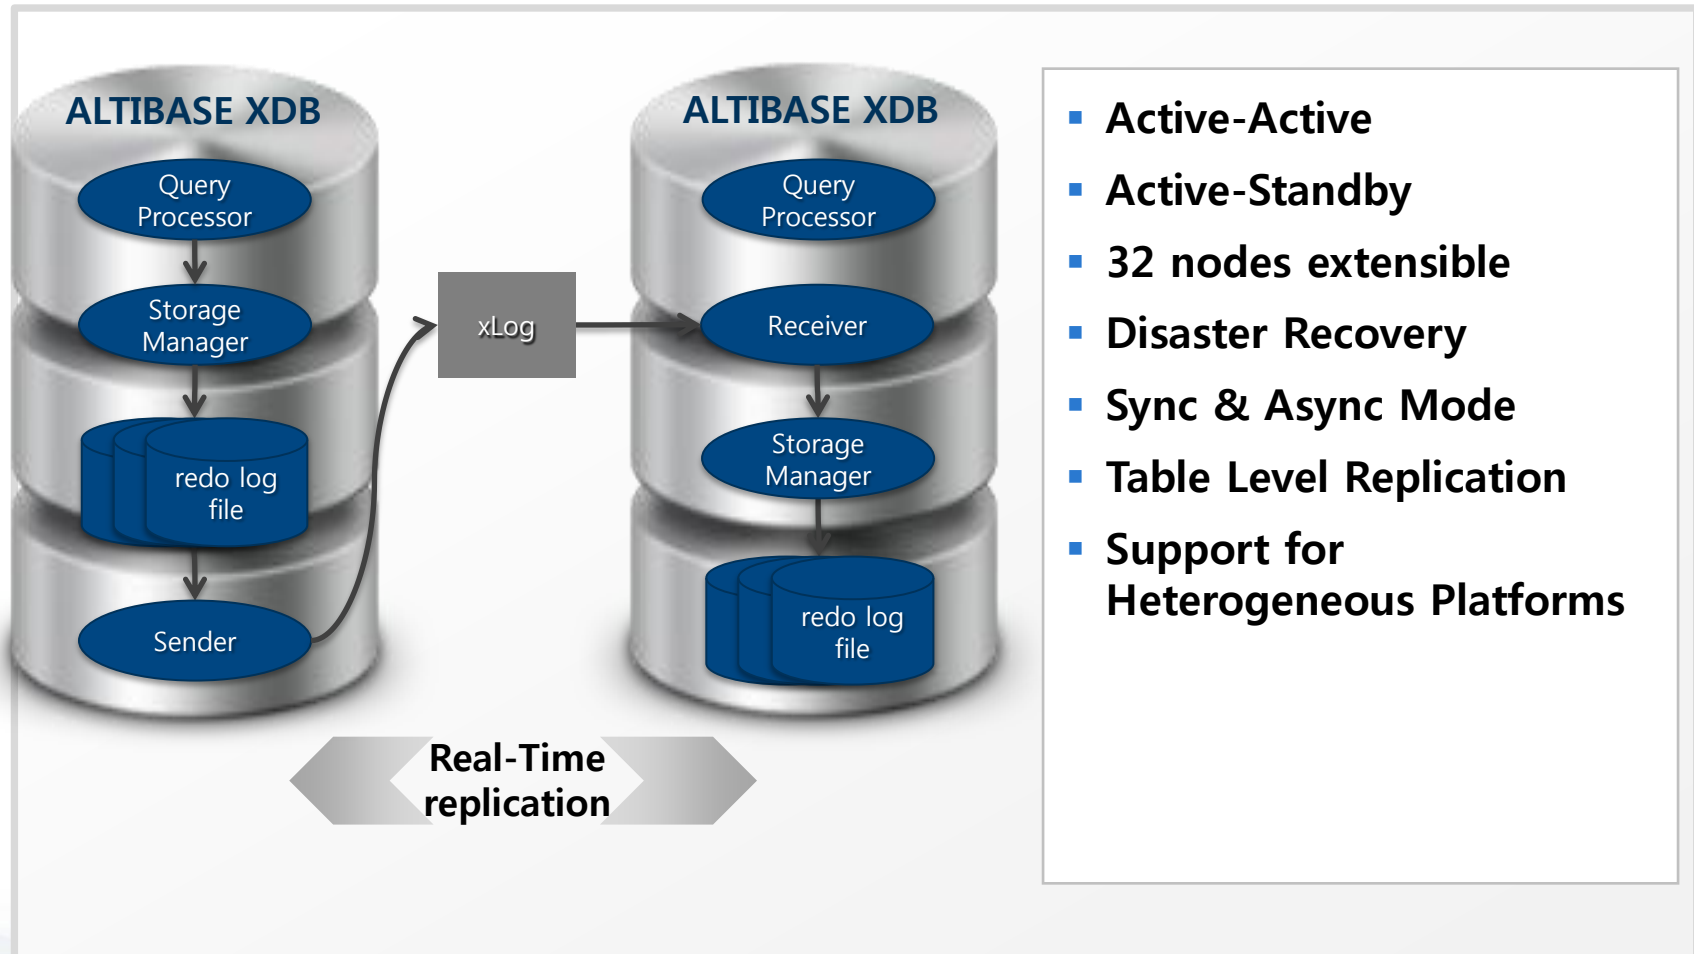 ALTIBASE XDB
Query
Processor
Storage
Manager
redo log
file
Sender
xLog
ALTIBASE XDB
Query
Processor
Receiver
Storage
Manager
redo log
file
Real-Time
replication
Active-Active
Active-Standby
32 nodes extensible
Disaster Recovery
Sync & Async Mode
Table Level Replication
Support for
Heterogeneous Platforms